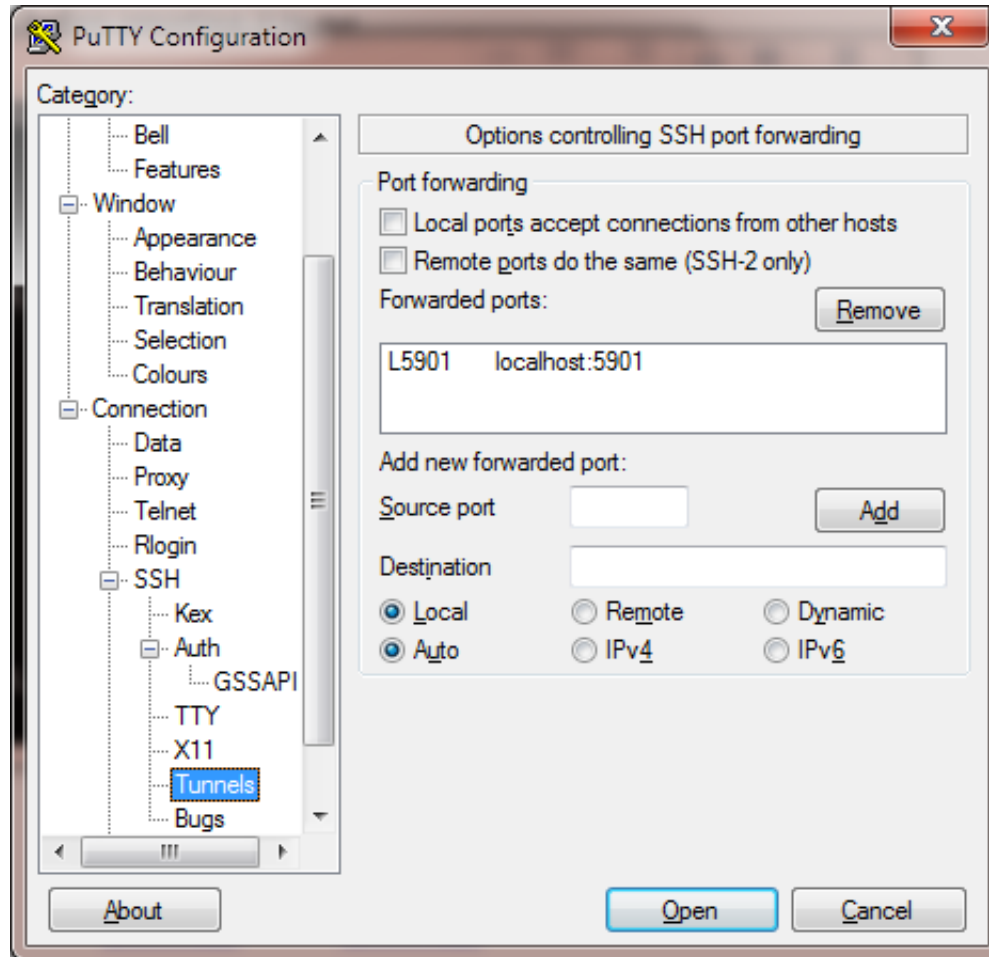 PuTTY Configuration
Category:
Bell
Features
Window
Appearance
Behaviour
Translation
Selection
Colours
Connection
Data
Proxy
Telnet
Rlogin
SSH
Kex
Auth
GSSAPI
TTY
X11
Tunnels
Bugs
Options controlling SSH port forwarding
Port forwarding
Local ports accept connections from other hosts
Remote ports do the same (SSH-2 only)
Forwarded ports:
Remove
L5901 localhost:5901
Add new forwarded port:
Source port
Add
Destination
Local Remote Dynamic
Auto IPv4 IPv6
About
Open
Cancel